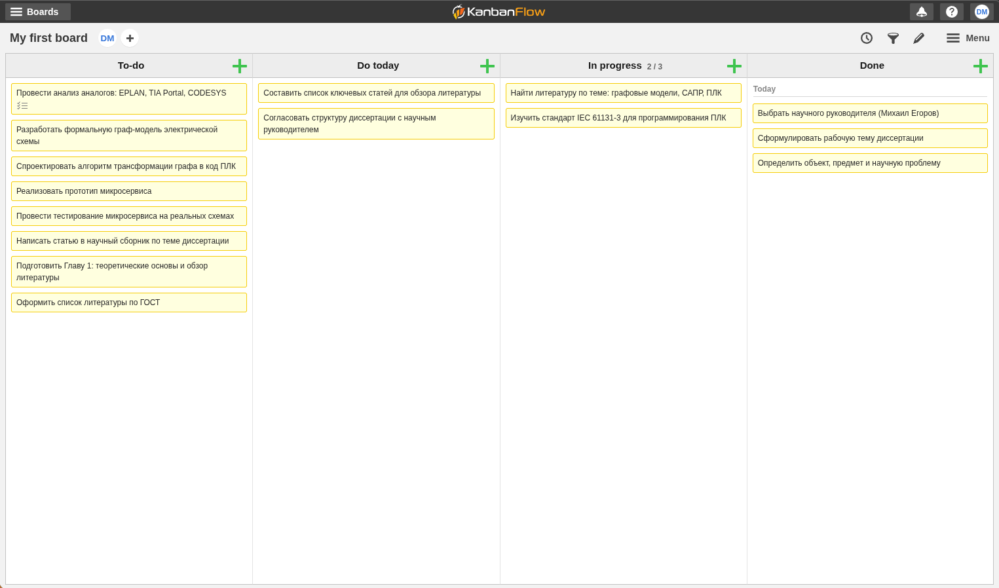 Boards
KanbanFlow
DM
My first board
DM
Menu
To-do
Провести анализ аналогов: EPLAN, TIA Portal, CODESYS
Разработать формальную граф-модель электрической
схемы
Спроектировать алгоритм трансформации графа в код ПЛК
Реализовать прототип микросервиса
Провести тестирование микросервиса на реальных схемах
Написать статью в научный сборник по теме диссертации
Подготовить Главу 1: теоретические основы и обзор
литературы
Оформить список литературы по ГОСТ
Do today
Составить список ключевых статей для обзора литературы
Согласовать структуру диссертации с научным
руководителем
In progress 2 / 3
Найти литературу по теме: графовые модели, САПР, ПЛК
Изучить стандарт IEC 61131-3 для программирования ПЛК
Done
Today
Выбрать научного руководителя (Михаил Егоров)
Сформулировать рабочую тему диссертации
Определить объект, предмет и научную проблему